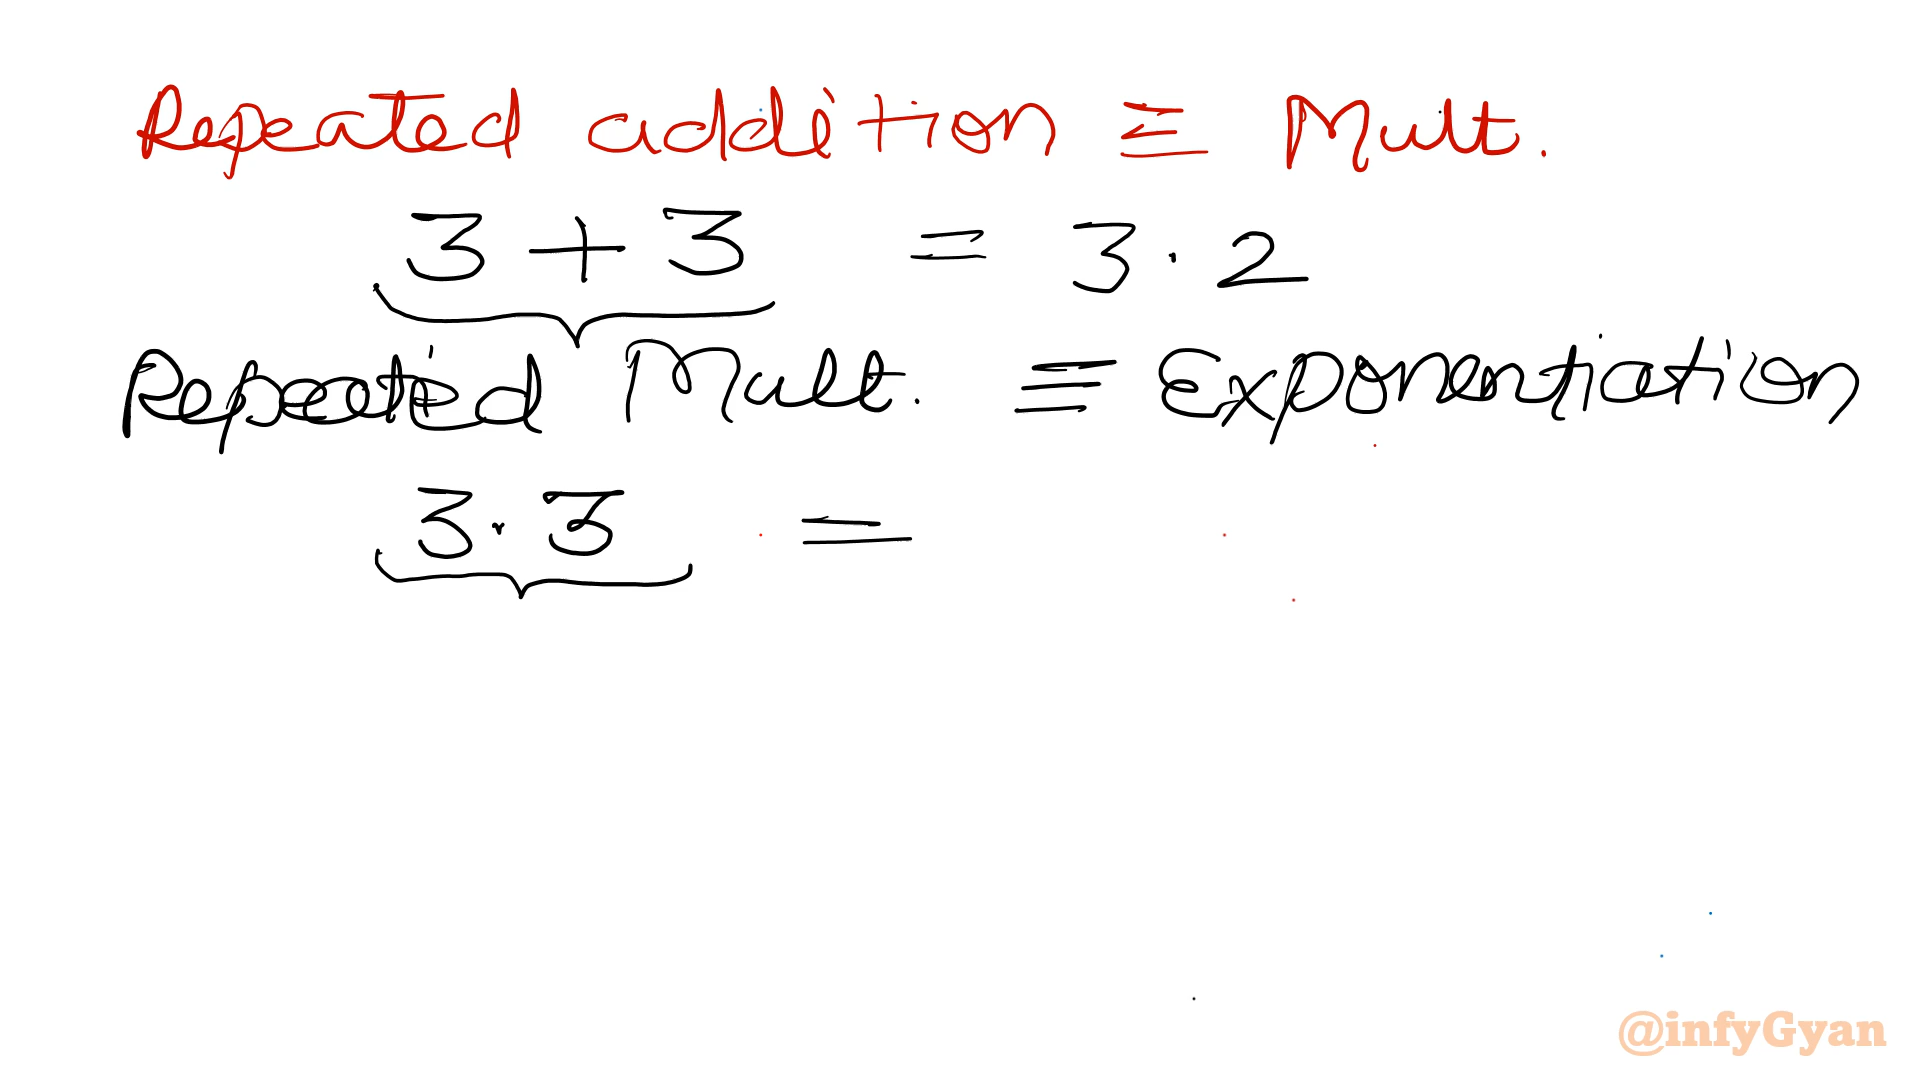 Repeated addition ≡ Mult.
3 + 3 = 3 · 2
Repeated Mult. ≡ Exponentiation
3 · 3 =
@infyGyan